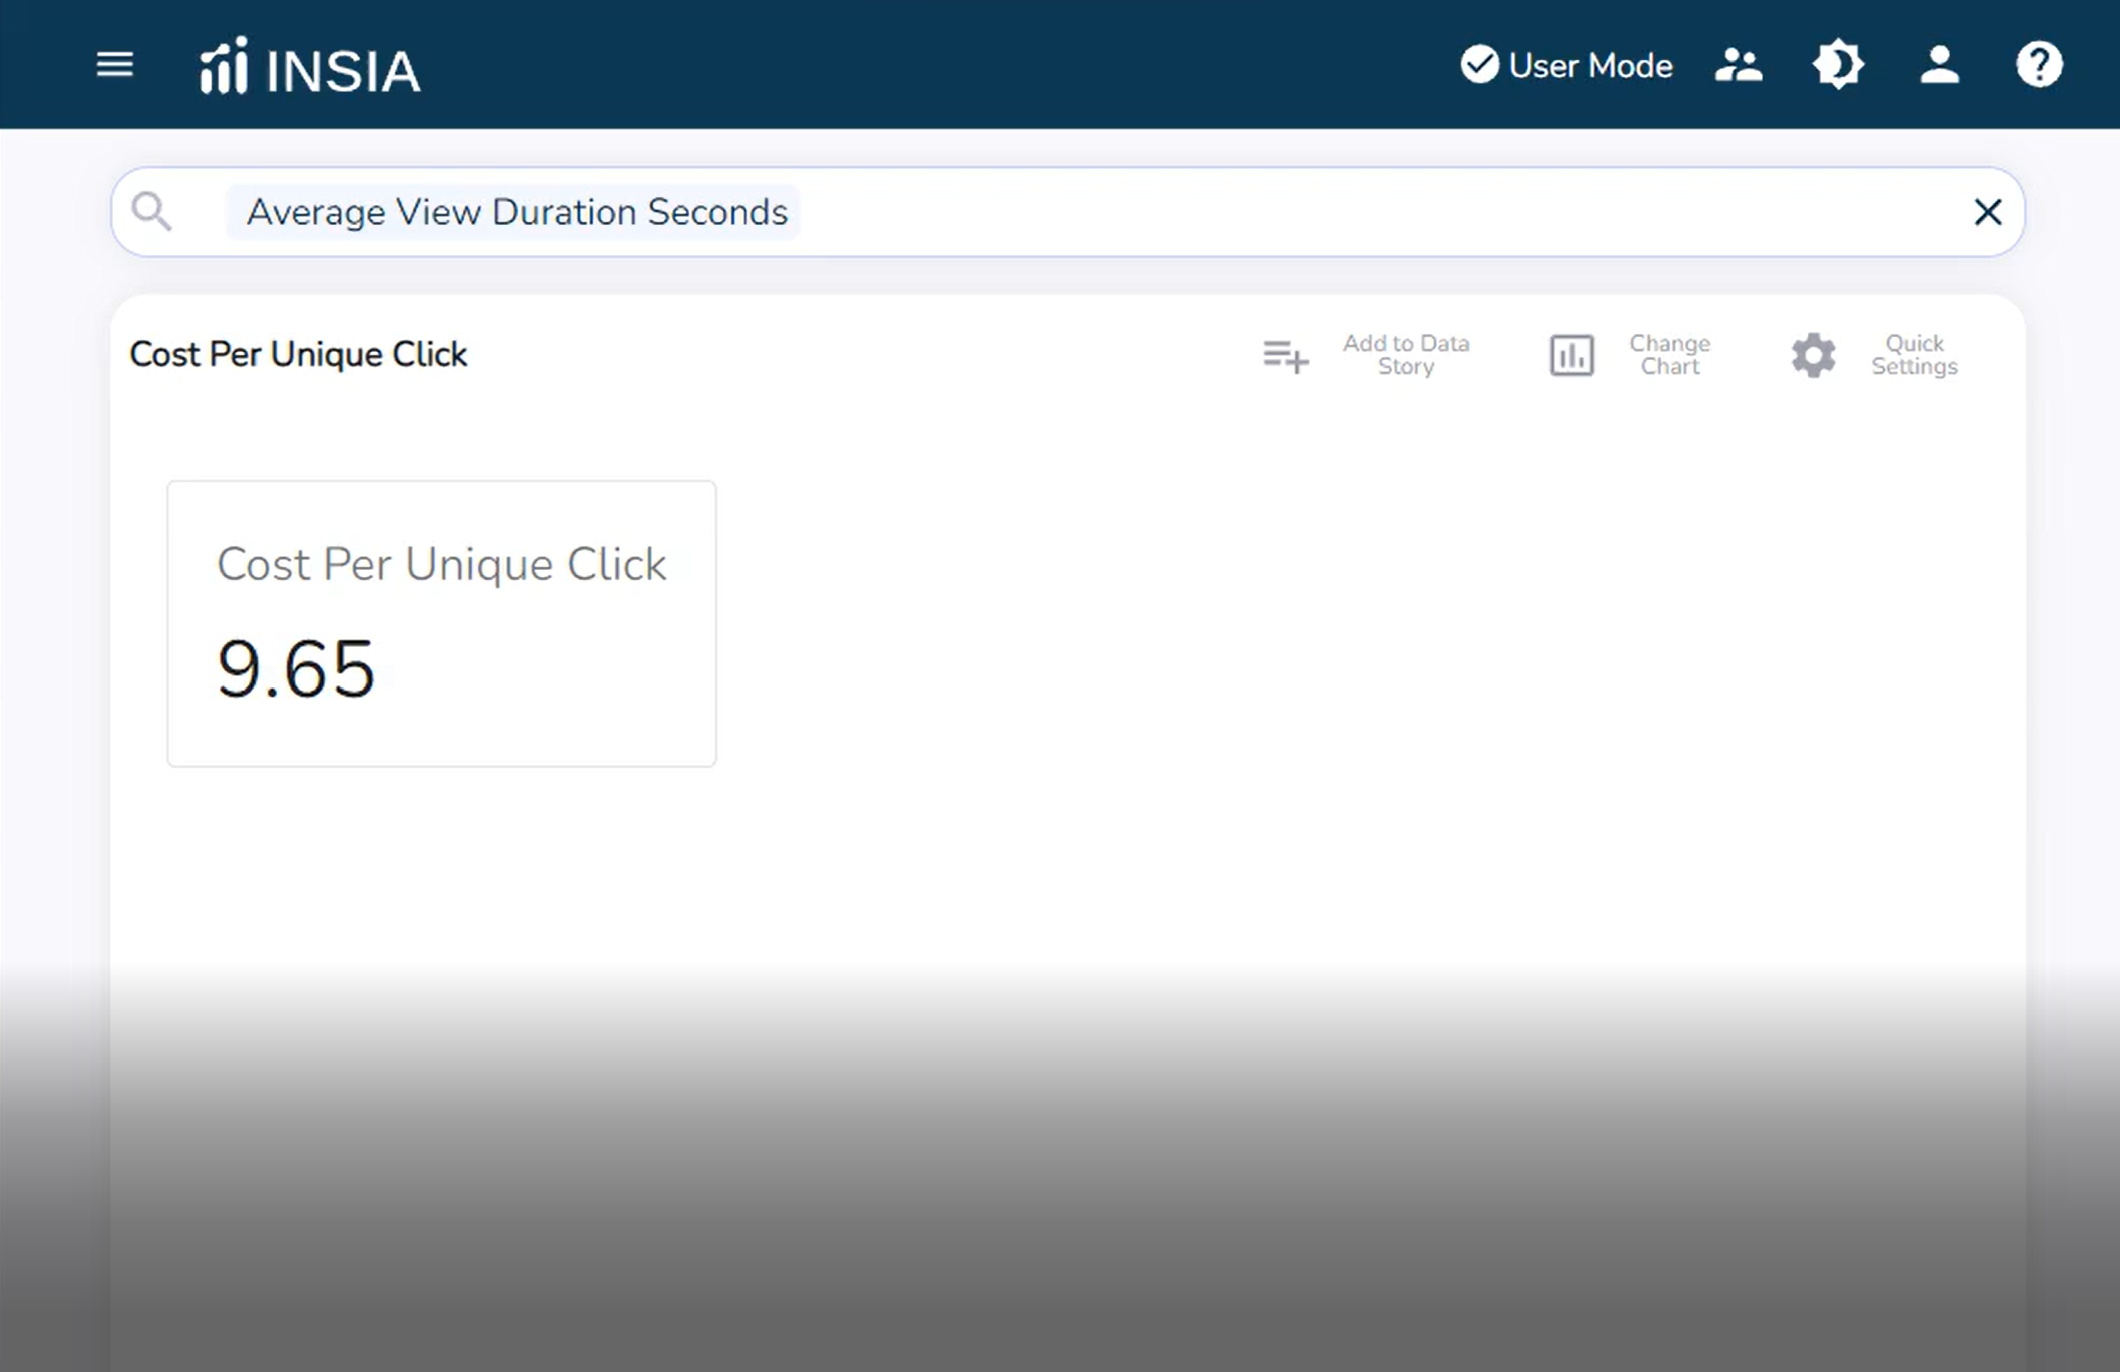 INSIA
User Mode
Average View Duration Seconds
Cost Per Unique Click
Add to Data
Story
Change
Chart
Quick
Settings
Cost Per Unique Click
9.65